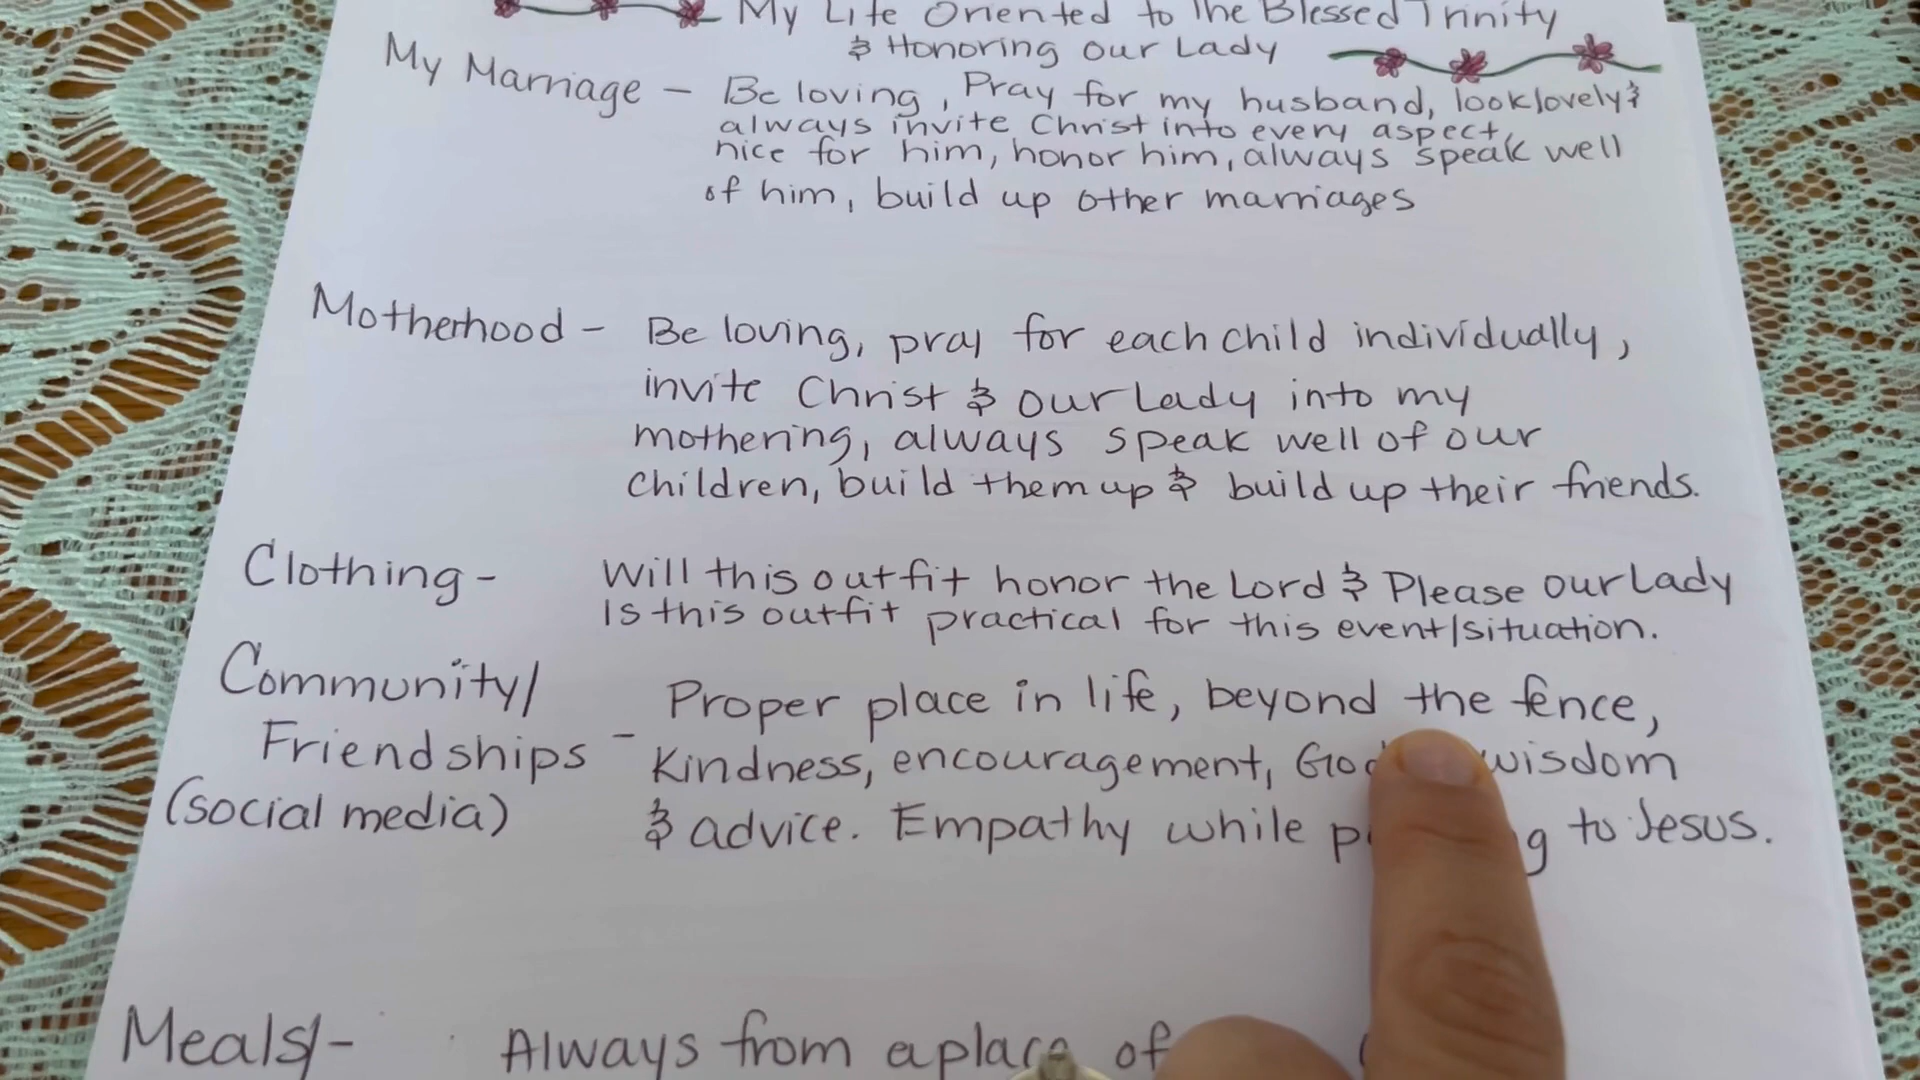 My Life Oriented to The Blessed Trinity
& Honoring Our Lady
My Marriage - Be loving, Pray for my husband, look lovely &
always invite Christ into every aspect,
nice for him, honor him, always speak well
of him, build up other marriages
Motherhood - Be loving, pray for each child individually,
invite Christ & our Lady into my
mothering, always speak well of our
children, build them up & build up their friends.
Clothing - Will this outfit honor the Lord & Please our Lady
Is this outfit practical for this event/situation.
Community/
Friendships - Proper place in life, beyond the fence,
(social media) Kindness, encouragement, wisdom
& advice. Empathy while to Jesus.
Meals/- Always from a place of